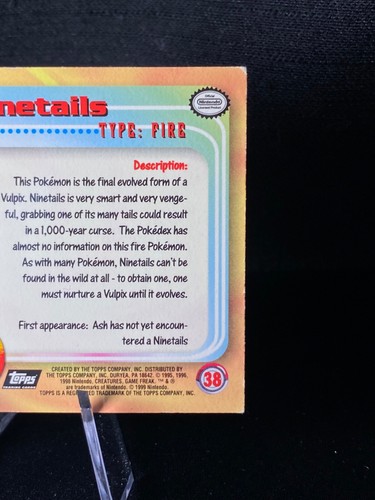 netails
Official
Nintendo
Licensed Product
TYPE: FIRE
Description:
This Pokémon is the final evolved form of a
Vulpix. Ninetails is very smart and very venge-
ful, grabbing one of its many tails could result
in a 1,000-year curse. The Pokédex has
almost no information on this fire Pokémon.
As with many Pokémon, Ninetails can't be
found in the wild at all - to obtain one, one
must nurture a Vulpix until it evolves.
First appearance: Ash has not yet encoun-
tered a Ninetails
topps
CREATED BY THE TOPPS COMPANY, INC. DISTRIBUTED BY
THE TOPPS COMPANY, INC. DURYEA, PA 18642. © 1995, 1996,
1998 Nintendo, CREATURES, GAME FREAK. ™ & ®
are trademarks of Nintendo. © 1999 Nintendo.
TOPPS IS A REGISTERED TRADEMARK OF THE TOPPS COMPANY, INC.
38